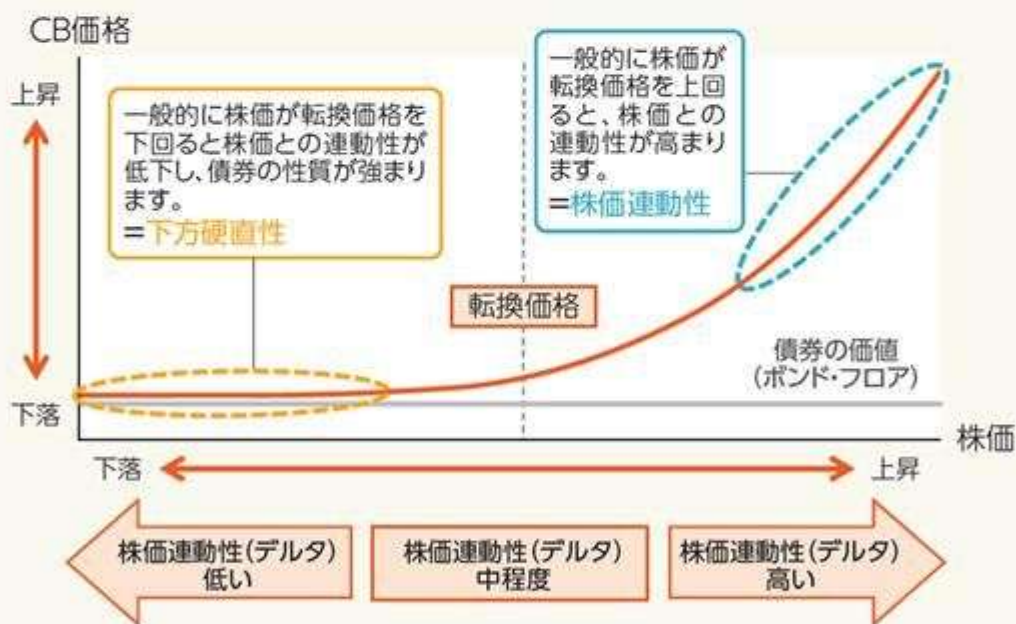 CB価格
上昇
一般的に株価が転換価格を
下回ると株価との連動性が
低下し、債券の性質が強まり
ます。
=下方硬直性
一般的に株価が
転換価格を上回
ると、株価との
連動性が高まり
ます。
=株価連動性
転換価格
債券の価値
(ボンド・フロア)
下落
株価
下落
上昇
株価連動性(デルタ)
低い
株価連動性(デルタ)
中程度
株価連動性(デルタ)
高い